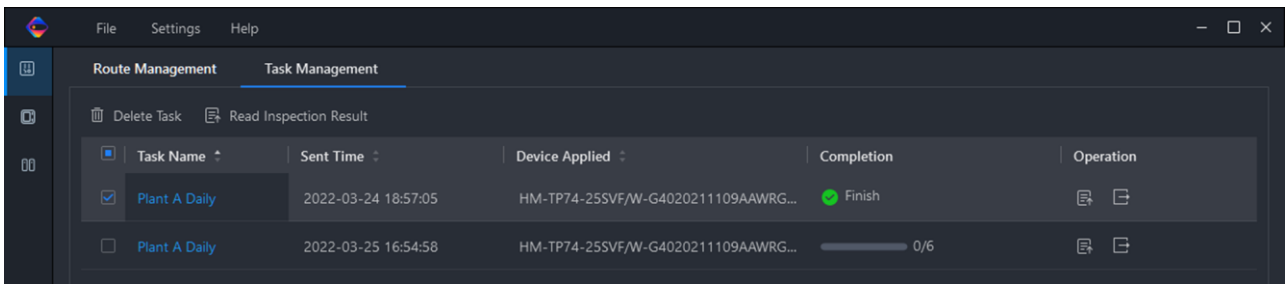 File Settings Help
Route Management Task Management
Delete Task Read Inspection Result
Task Name Sent Time Device Applied Completion Operation
Plant A Daily 2022-03-24 18:57:05 HM-TP74-25SVF/W-G4020211109AAWRG... Finish
Plant A Daily 2022-03-25 16:54:58 HM-TP74-25SVF/W-G4020211109AAWRG... 0/6